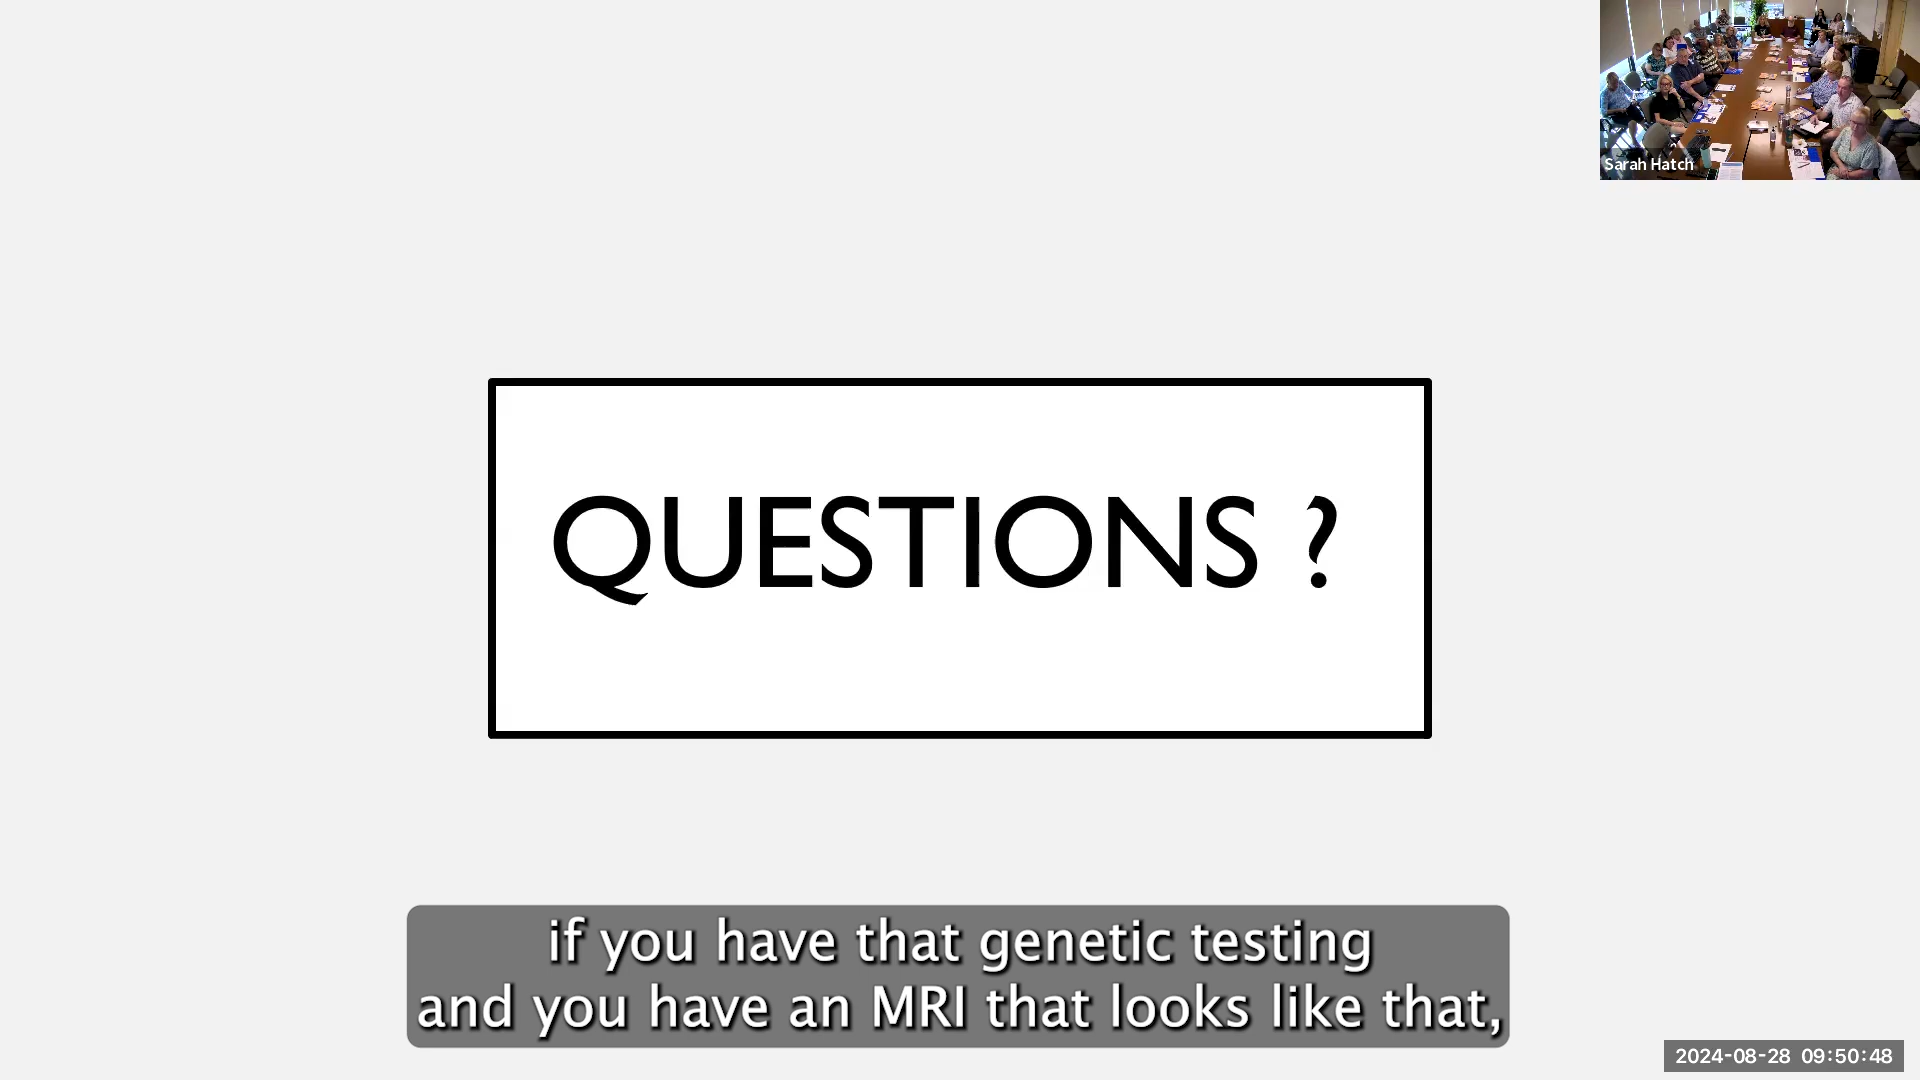 Sarah Hatch
QUESTIONS ?
if you have that genetic testing
and you have an MRI that looks like that,
2024-08-28 09:50:48